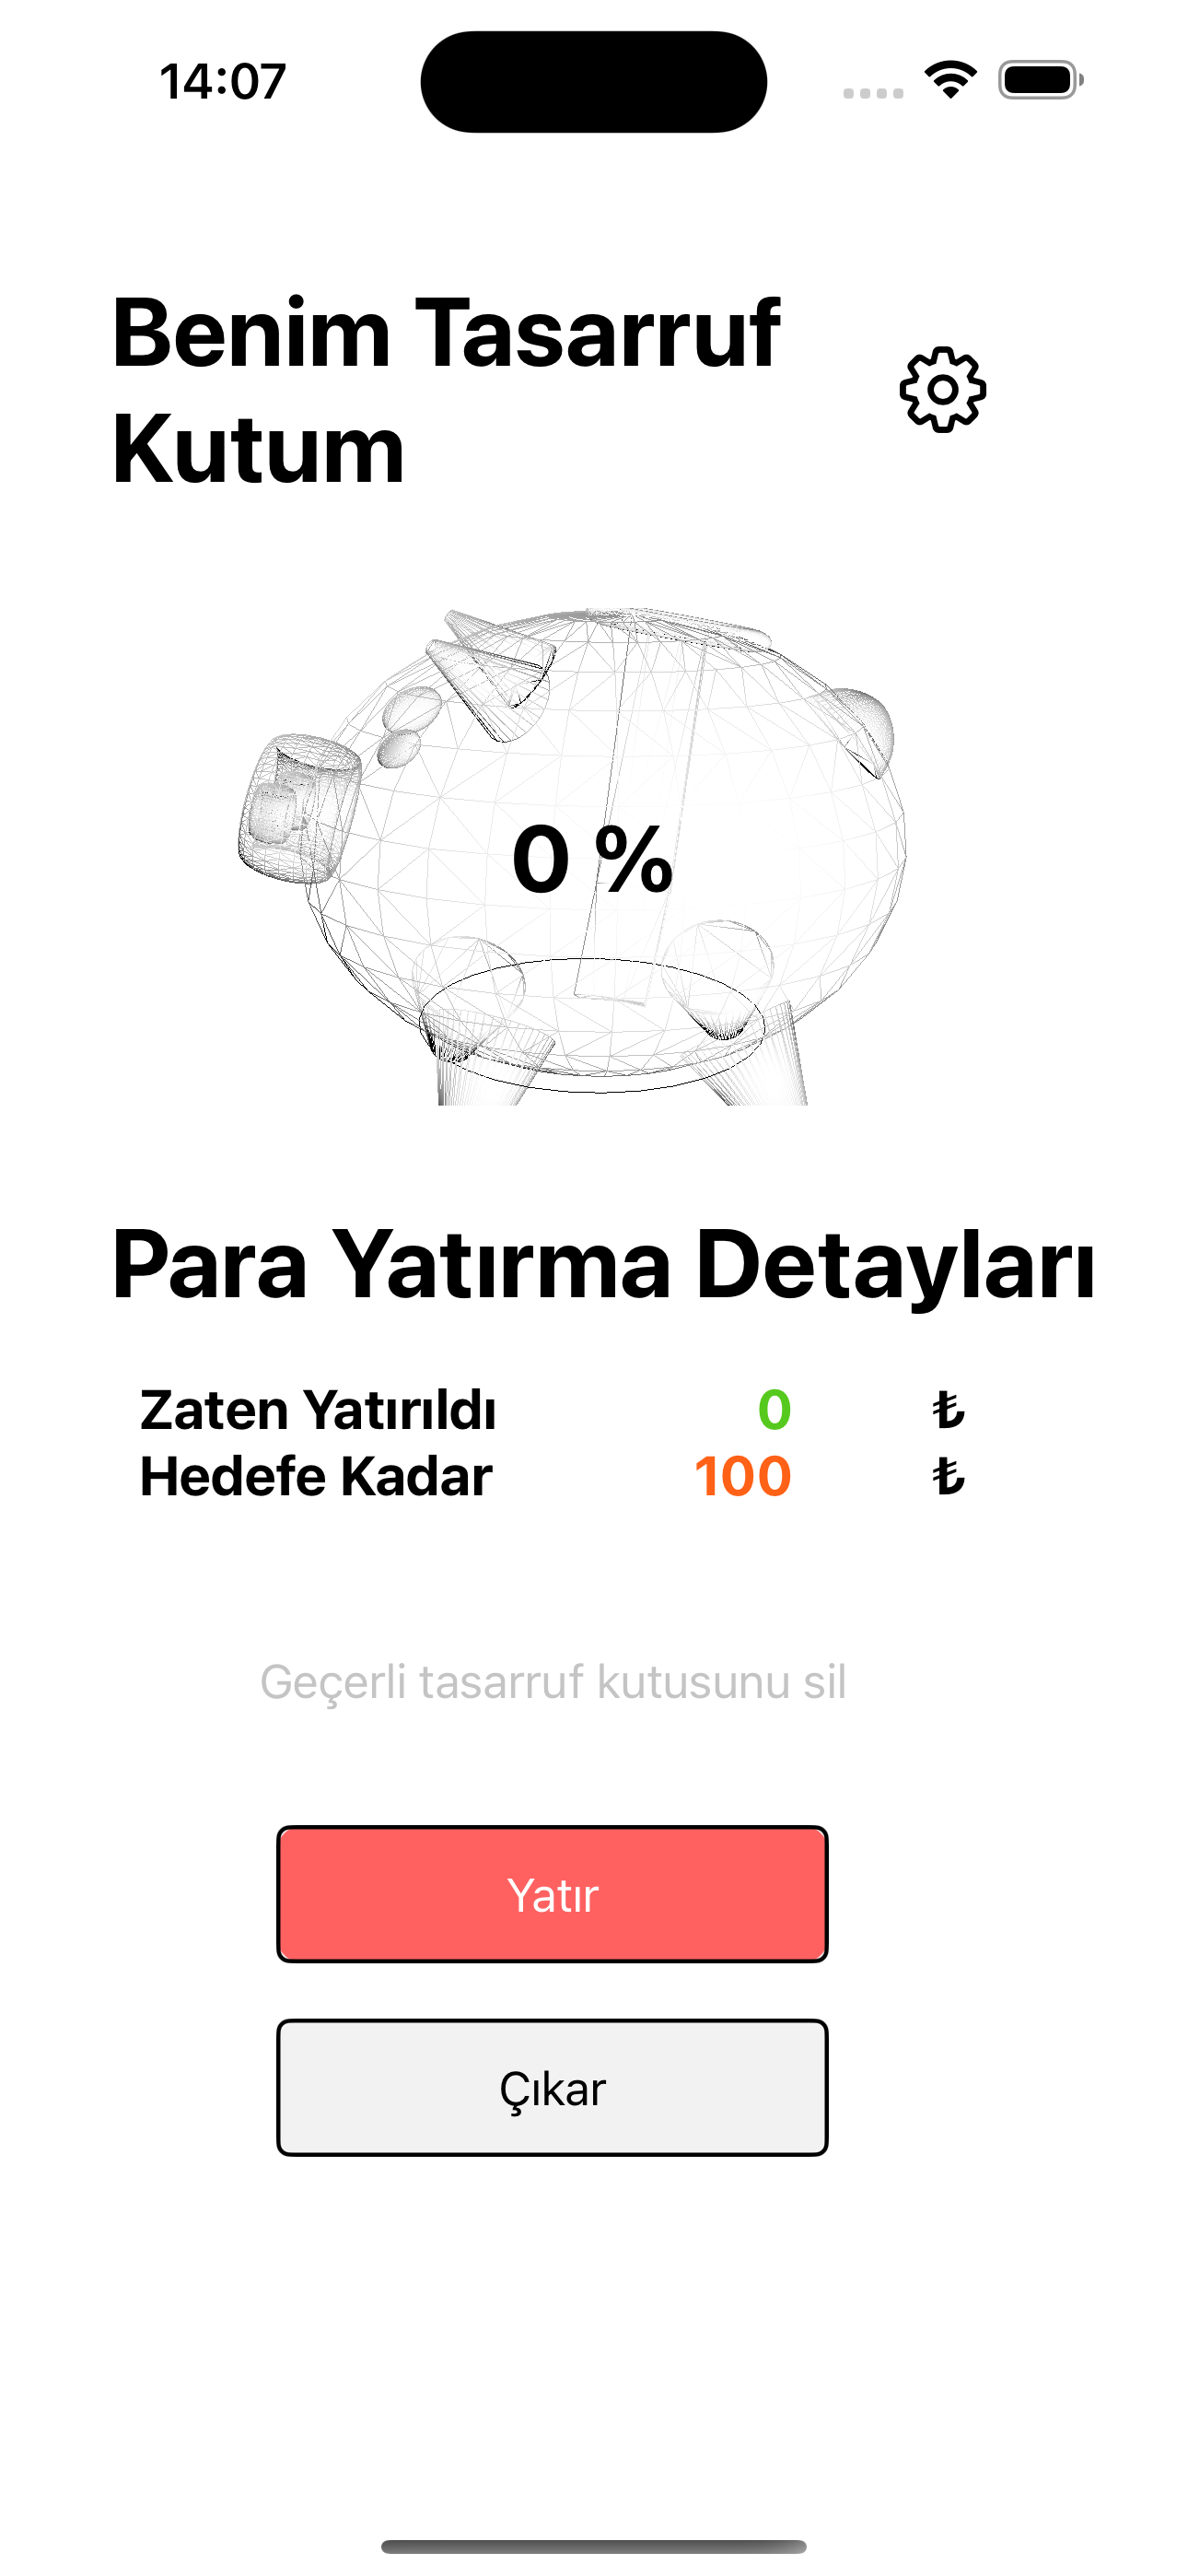 14:07
Benim Tasarruf
Kutum
0 %
Para Yatırma Detayları
Zaten Yatırıldı 0 ₺
Hedefe Kadar 100 ₺
Geçerli tasarruf kutusunu sil
Yatır
Çıkar